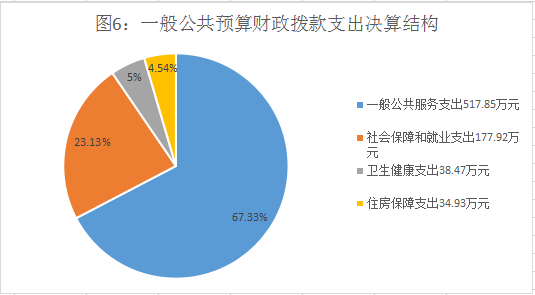 图6：一般公共预算财政拨款支出决算结构
4.54%
5%
23.13%
67.33%
一般公共服务支出517.85万元
社会保障和就业支出177.92万
元
卫生健康支出38.47万元
住房保障支出34.93万元